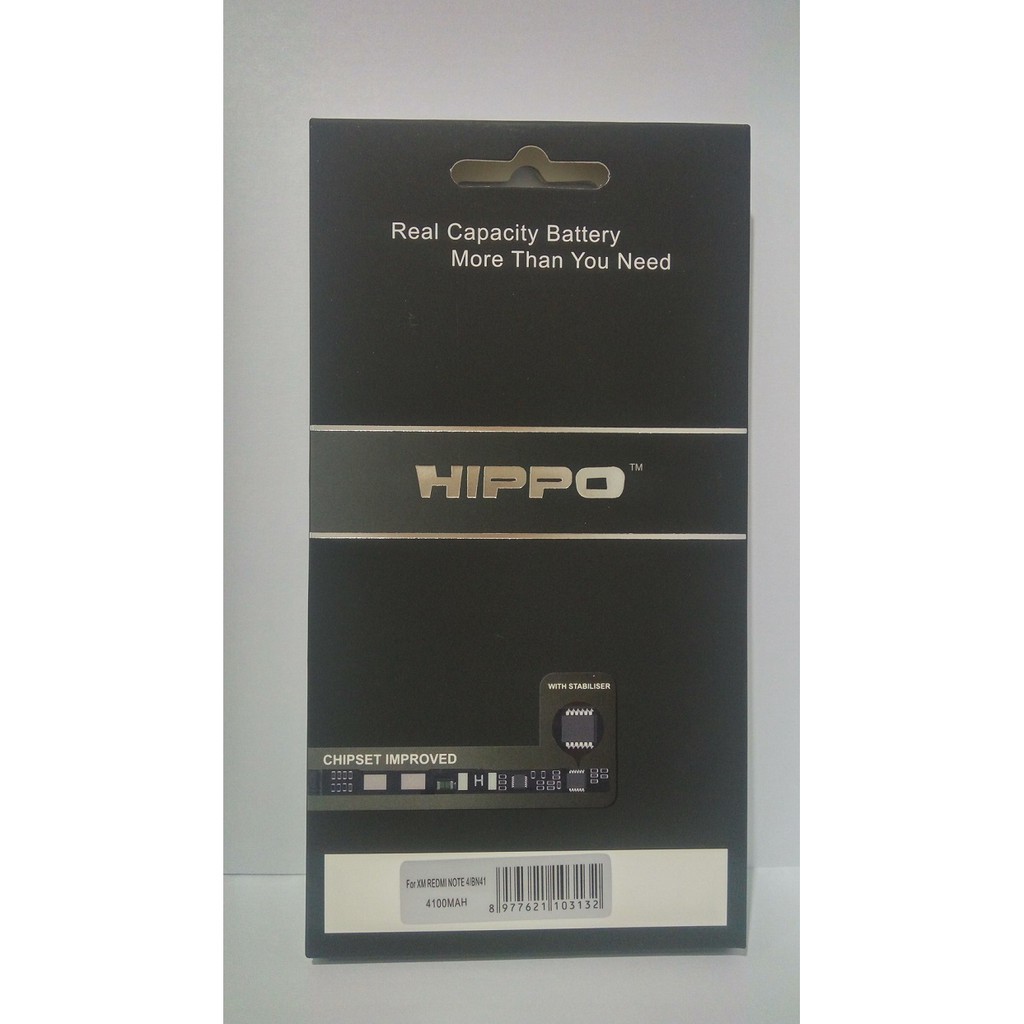 Real Capacity Battery
More Than You Need
HIPPO™
WITH STABILISER
CHIPSET IMPROVED
H
For XM REDMI NOTE 4/BN41
4100MAH
8 977621 103132